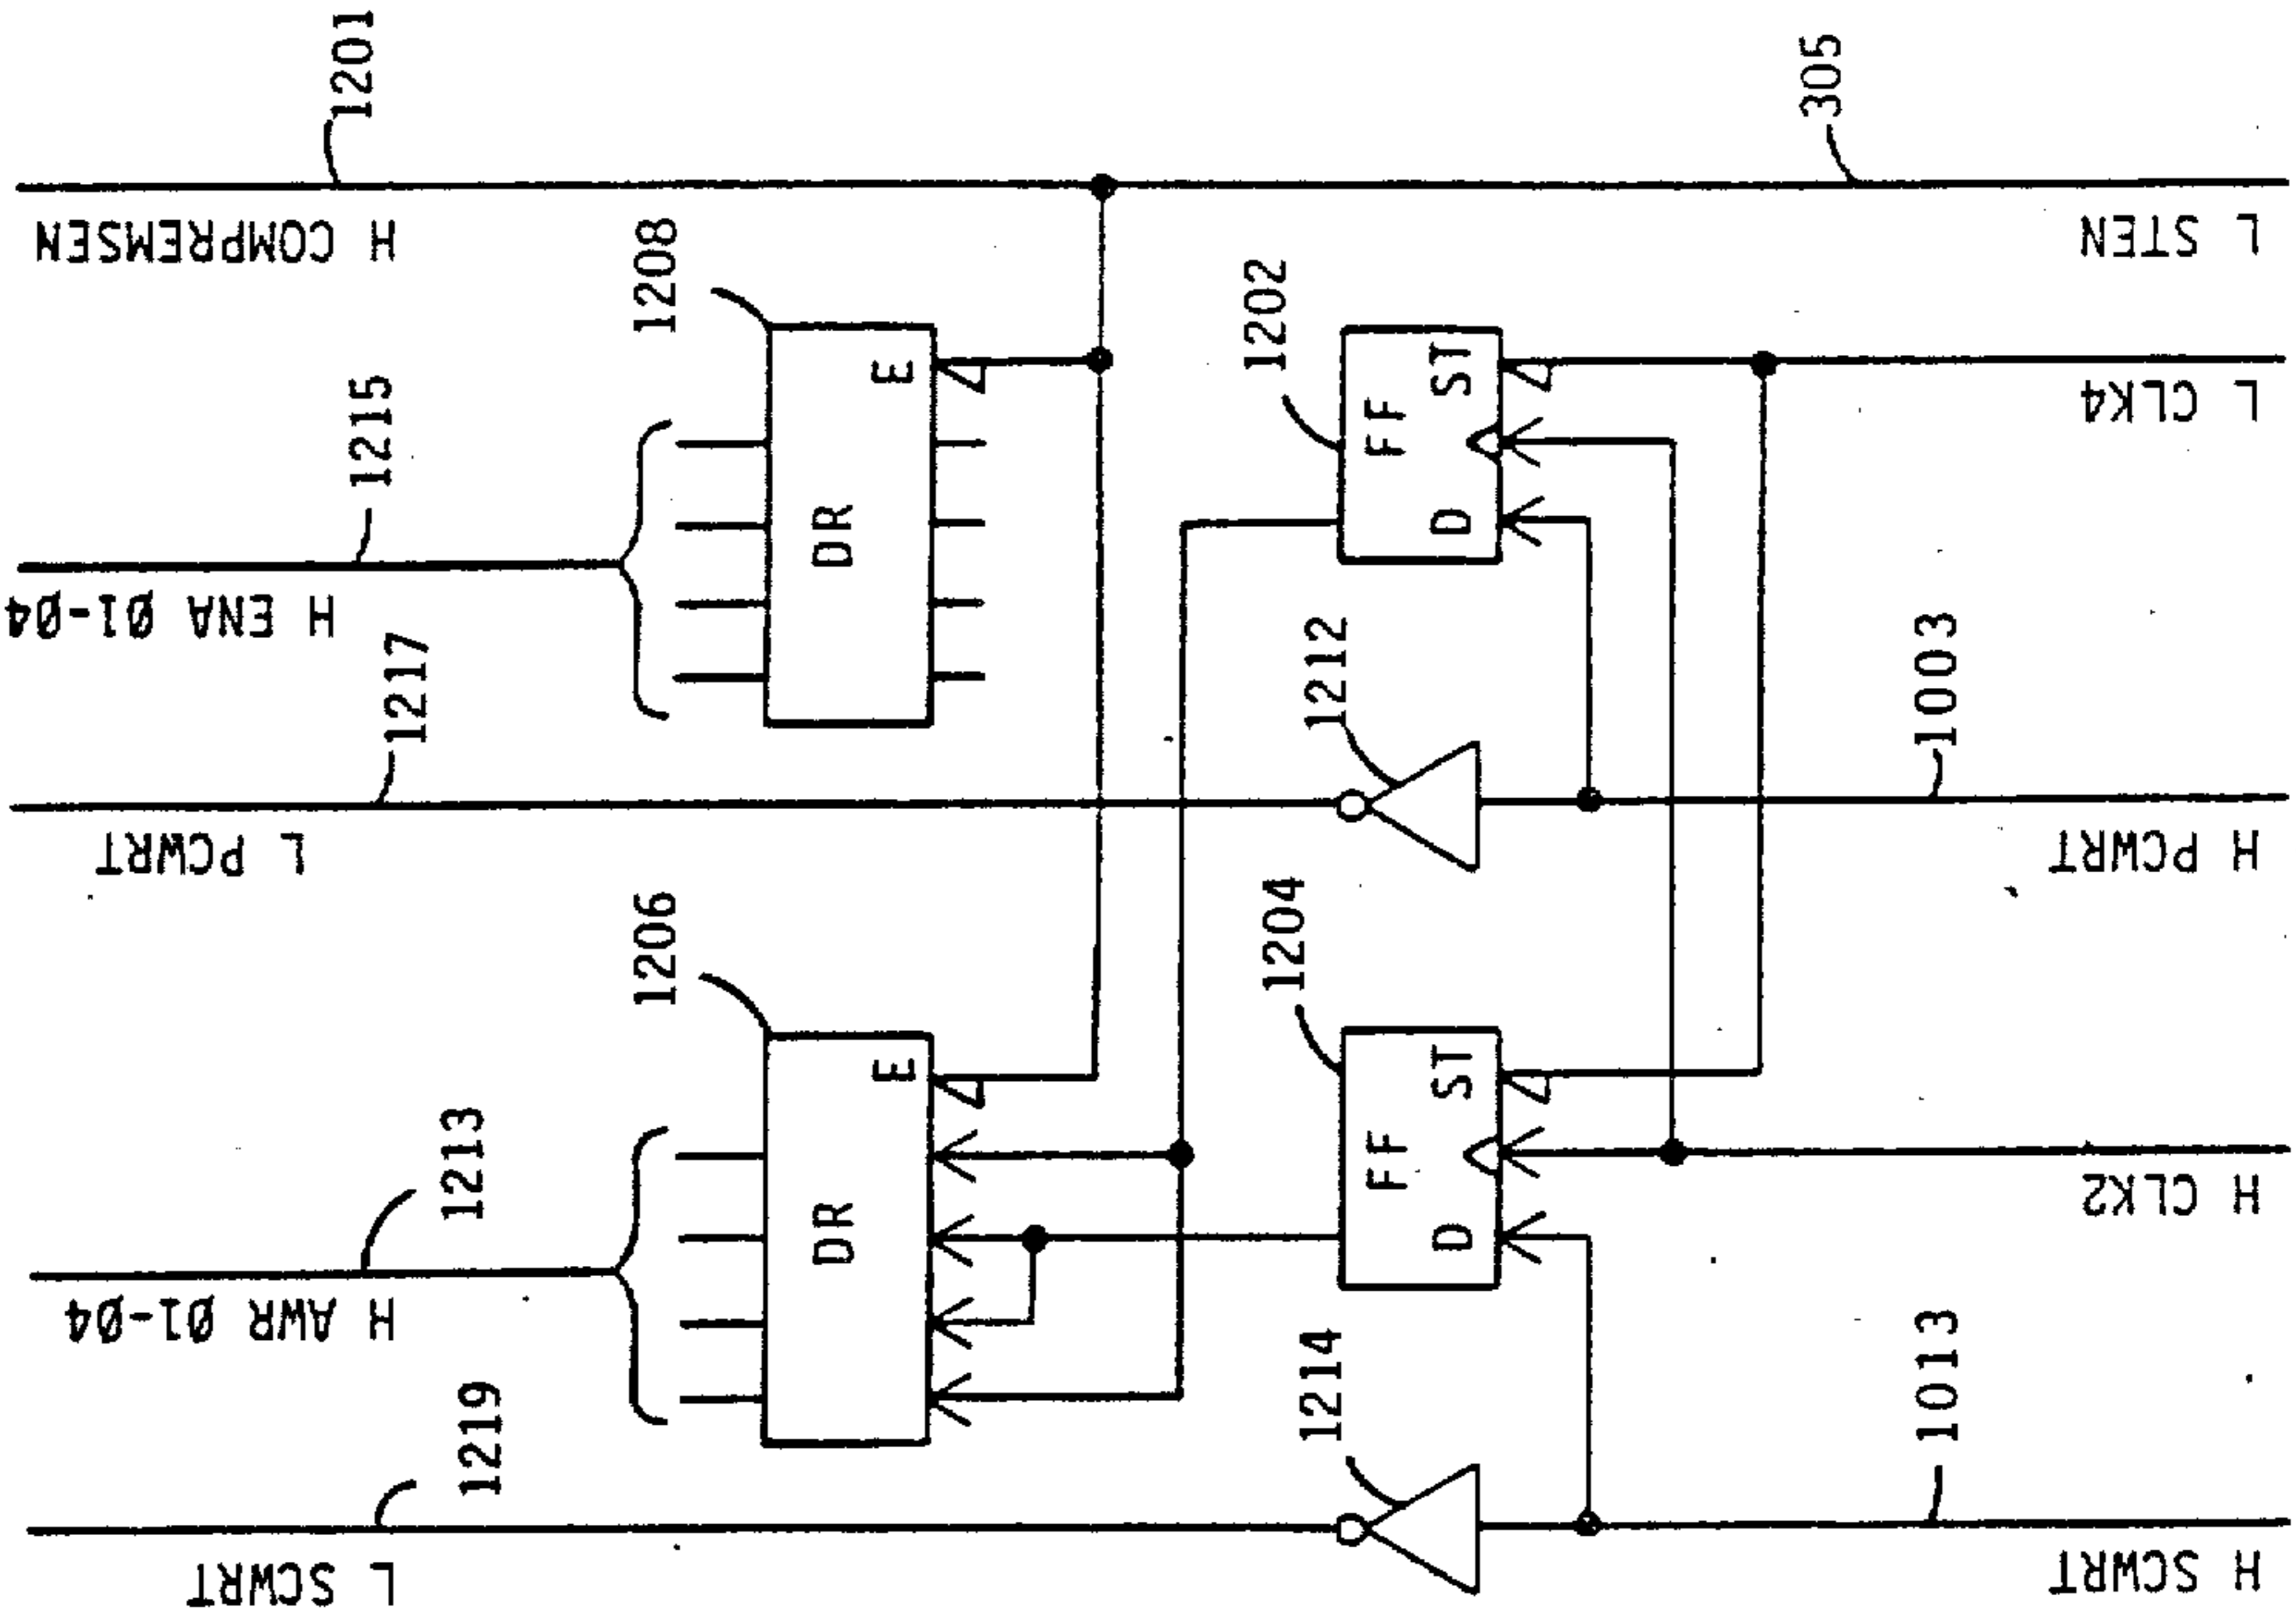 H COMPREMSEN
1201
H ENA Ø1-Ø4
1215
L PCWRT
1217
H AWR Ø1-Ø4
1213
L SCWRT
1219
1208
DR
E
1206
DR
E
1202
FF
D
ST
1212
1204
FF
D
ST
1214
305
L STEN
L CLK4
1003
H PCWRT
H CLK2
1013
H SCWRT